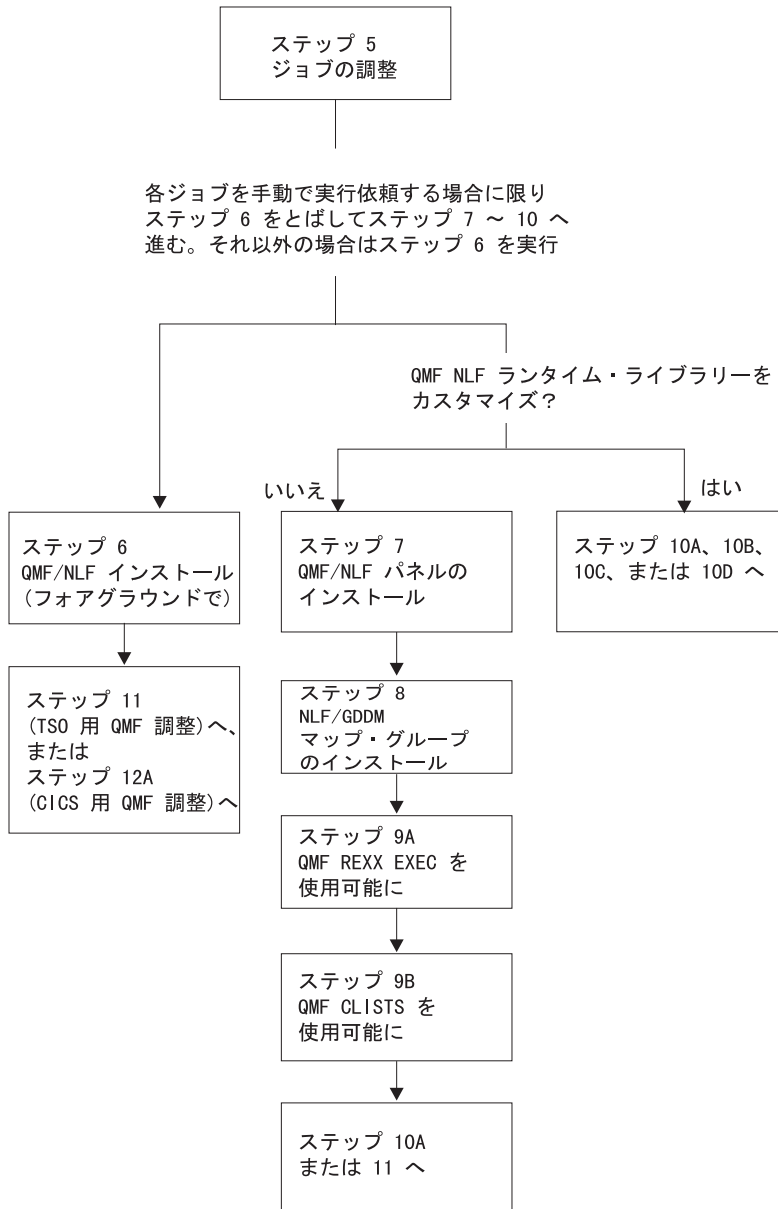 ステップ 5
ジョブの調整
各ジョブを手動で実行依頼する場合に限り
ステップ 6 をとばしてステップ 7 ～ 10 へ
進む。それ以外の場合はステップ 6 を実行
QMF NLF ランタイム・ライブラリーを
カスタマイズ？
いいえ
はい
ステップ 6
QMF/NLF インストール
(フォアグラウンドで)
ステップ 7
QMF/NLF パネルの
インストール
ステップ 10A、10B、
10C、または 10D へ
ステップ 11
(TSO 用 QMF 調整)へ、
または
ステップ 12A
(CICS 用 QMF 調整)へ
ステップ 8
NLF/GDDM
マップ・グループ
のインストール
ステップ 9A
QMF REXX EXEC を
使用可能に
ステップ 9B
QMF CLISTS を
使用可能に
ステップ 10A
または 11 へ